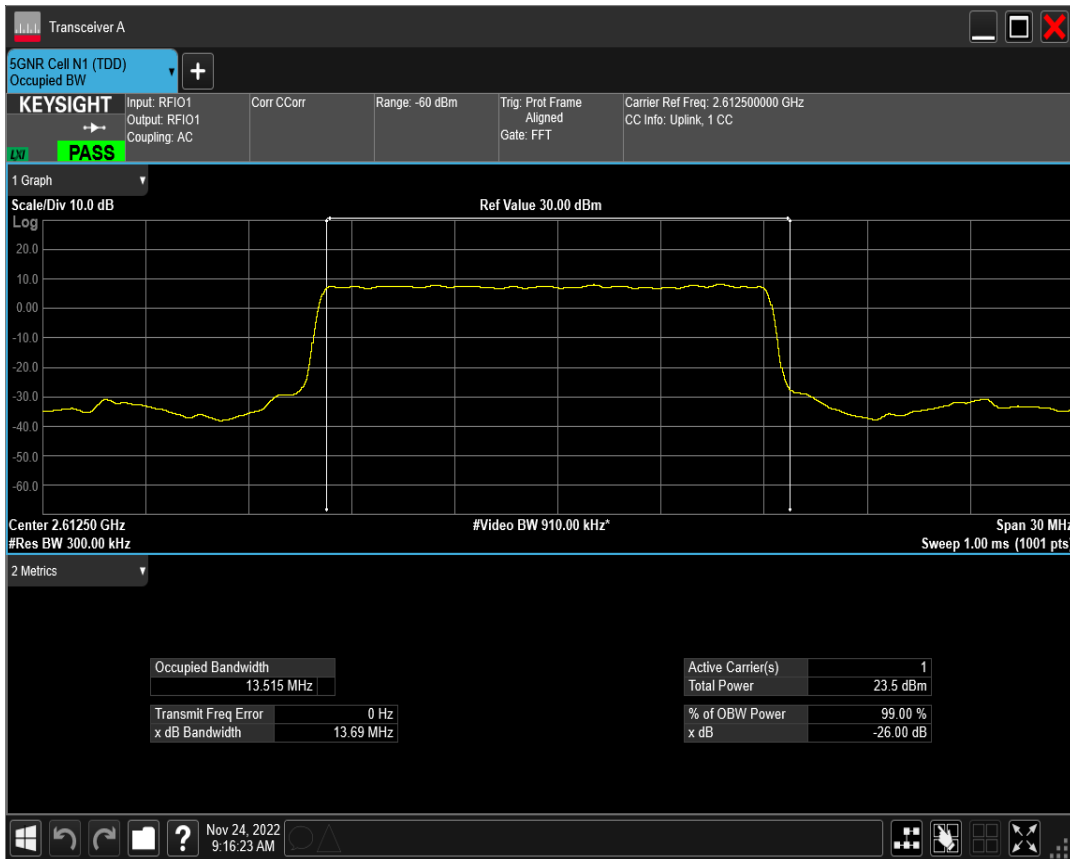 Transceiver A
5GNR Cell N1 (TDD)
Occupied BW
+
KEYSIGHT
LXI
PASS
Input: RFIO1
Output: RFIO1
Coupling: AC
Corr CCorr
Range: -60 dBm
Trig: Prot Frame
Aligned
Gate: FFT
Carrier Ref Freq: 2.612500000 GHz
CC Info: Uplink, 1 CC
1 Graph
Scale/Div 10.0 dB
Ref Value 30.00 dBm
Log
20.0
10.0
0.00
-10.0
-20.0
-30.0
-40.0
-50.0
-60.0
Center 2.61250 GHz
#Video BW 910.00 kHz*
Span 30 MHz
#Res BW 300.00 kHz
Sweep 1.00 ms (1001 pts)
2 Metrics
Occupied Bandwidth
13.515 MHz
Transmit Freq Error 0 Hz
x dB Bandwidth 13.69 MHz
Active Carrier(s) 1
Total Power 23.5 dBm
% of OBW Power 99.00 %
x dB -26.00 dB
?
Nov 24, 2022
9:16:23 AM